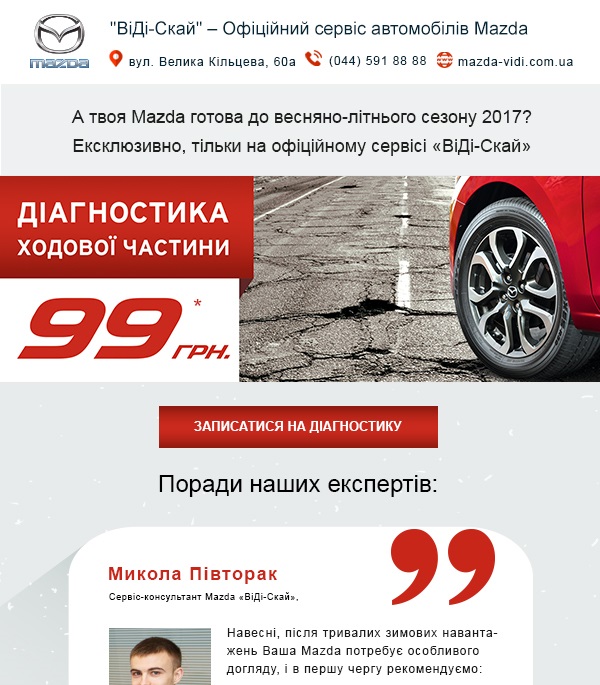 "ВіДі-Скай" – Офіційний сервіс автомобілів Mazda
mazda
вул. Велика Кільцева, 60а (044) 591 88 88 mazda-vidi.com.ua
А твоя Mazda готова до весняно-літнього сезону 2017?
Ексклюзивно, тільки на офіційному сервісі «ВіДі-Скай»
ДІАГНОСТИКА
ХОДОВОЇ ЧАСТИНИ
99 ГРН.*
ЗАПИСАТИСЯ НА ДІАГНОСТИКУ
Поради наших експертів:
Микола Півторак
Сервіс-консультант Mazda «ВіДі-Скай»,
Навесні, після тривалих зимових наванта-
жень Ваша Mazda потребує особливого
догляду, і в першу чергу рекомендуємо: